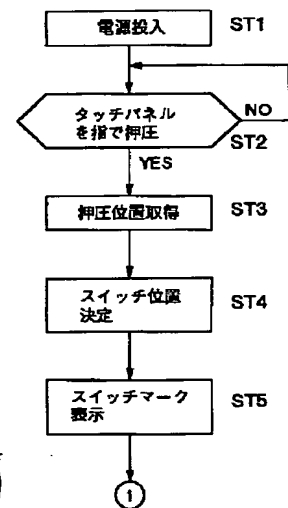 電源投入 ST1
タッチパネル
を指で押圧
NO
ST2
YES
押圧位置取得 ST3
スイッチ位置
決定
ST4
スイッチマーク
表示
ST5
1